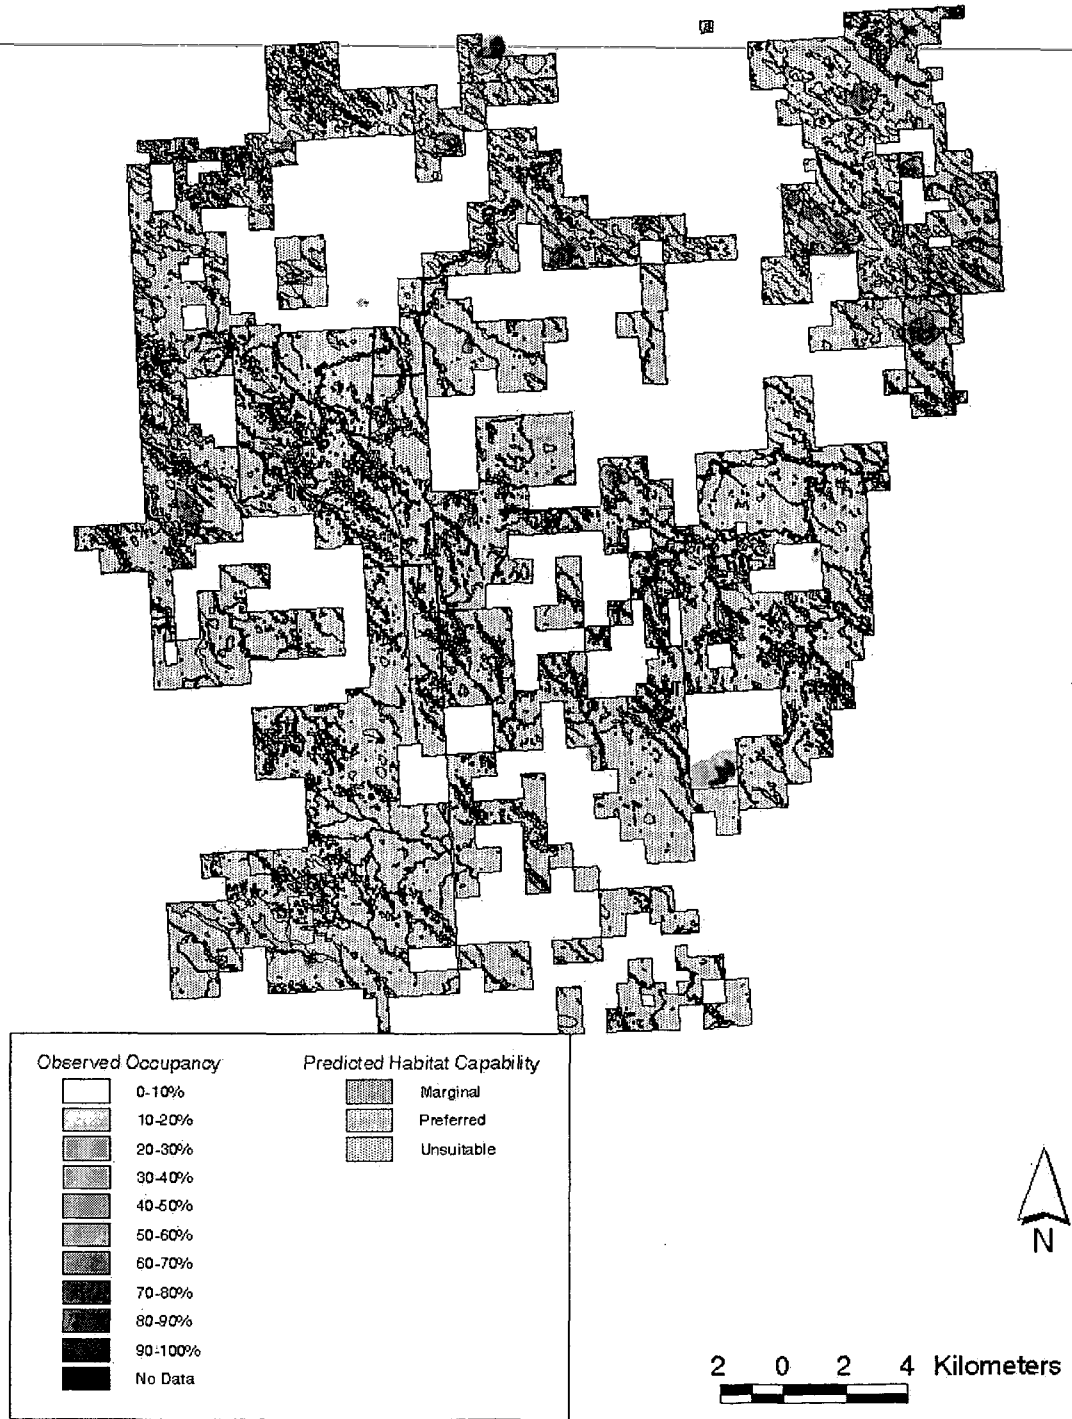 Observed Occupancy
0-10%
10-20%
20-30%
30-40%
40-50%
50-60%
60-70%
70-80%
80-90%
90-100%
No Data
Predicted Habitat Capability
Marginal
Preferred
Unsuitable
N
2 0 2 4 Kilometers